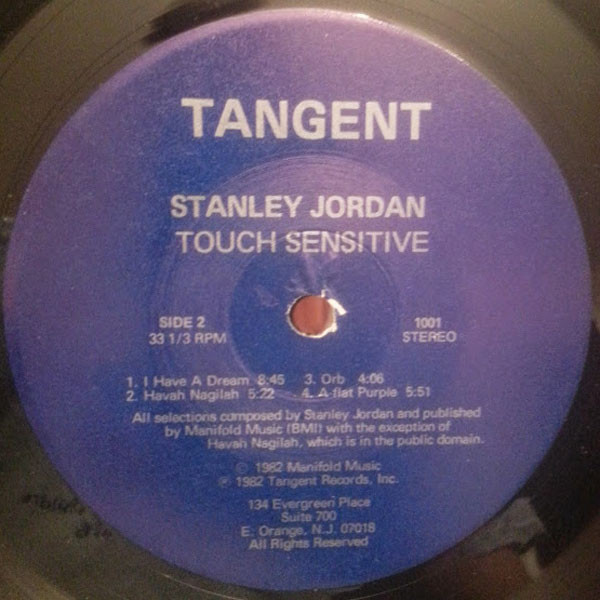 TANGENT
STANLEY JORDAN
TOUCH SENSITIVE
SIDE 2
33 1/3 RPM
1001
STEREO
1. I Have A Dream 8:45 3. Orb 4:06
2. Havah Nagilah 5:22 4. A flat Purple 5:51
All selections composed by Stanley Jordan and published
by Manifold Music (BMI) with the exception of
Havah Nagilah, which is in the public domain.
© 1982 Manifold Music
℗ 1982 Tangent Records, Inc.
134 Evergreen Place
Suite 700
E. Orange, N.J. 07018
All Rights Reserved